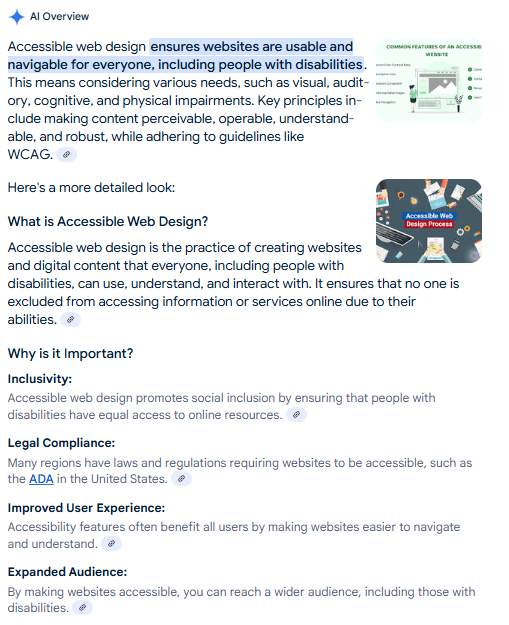 AI Overview
Accessible web design ensures websites are usable and
navigable for everyone, including people with disabilities.
This means considering various needs, such as visual, audit-
ory, cognitive, and physical impairments. Key principles in-
clude making content perceivable, operable, understand-
able, and robust, while adhering to guidelines like
WCAG.
COMMON FEATURES OF AN ACCESSIB
WEBSITE
Here's a more detailed look:
Accessible Web
Design Process
What is Accessible Web Design?
Accessible web design is the practice of creating websites
and digital content that everyone, including people with
disabilities, can use, understand, and interact with. It ensures that no one is
excluded from accessing information or services online due to their
abilities.
Why is it Important?
Inclusivity:
Accessible web design promotes social inclusion by ensuring that people with
disabilities have equal access to online resources.
Legal Compliance:
Many regions have laws and regulations requiring websites to be accessible, such as
the ADA in the United States.
Improved User Experience:
Accessibility features often benefit all users by making websites easier to navigate
and understand.
Expanded Audience:
By making websites accessible, you can reach a wider audience, including those with
disabilities.